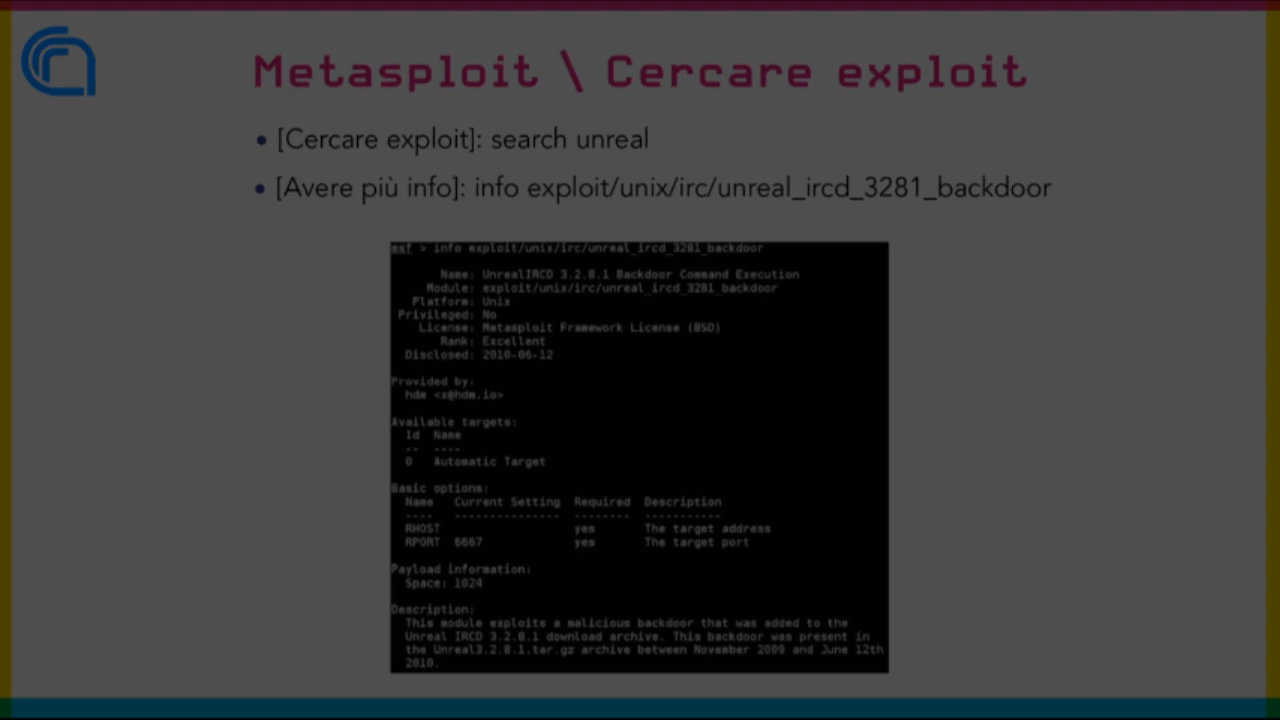 Metasploit \ Cercare exploit
• [Cercare exploit]: search unreal
• [Avere più info]: info exploit/unix/irc/unreal_ircd_3281_backdoor
msf > info exploit/unix/irc/unreal_ircd_3281_backdoor
Name: UnrealIRCD 3.2.8.1 Backdoor Command Execution
Module: exploit/unix/irc/unreal_ircd_3281_backdoor
Platform: Unix
Privileged: No
License: Metasploit Framework License (BSD)
Rank: Excellent
Disclosed: 2010-06-12
Provided by:
hdm <x@hdm.io>
Available targets:
Id Name
-- ----
0 Automatic Target
Basic options:
Name Current Setting Required Description
---- --------------- -------- -----------
RHOST yes The target address
RPORT 6667 yes The target port
Payload information:
Space: 1024
Description:
This module exploits a malicious backdoor that was added to the
Unreal IRCD 3.2.8.1 download archive. This backdoor was present in
the Unreal3.2.8.1.tar.gz archive between November 2009 and June 12th
2010.